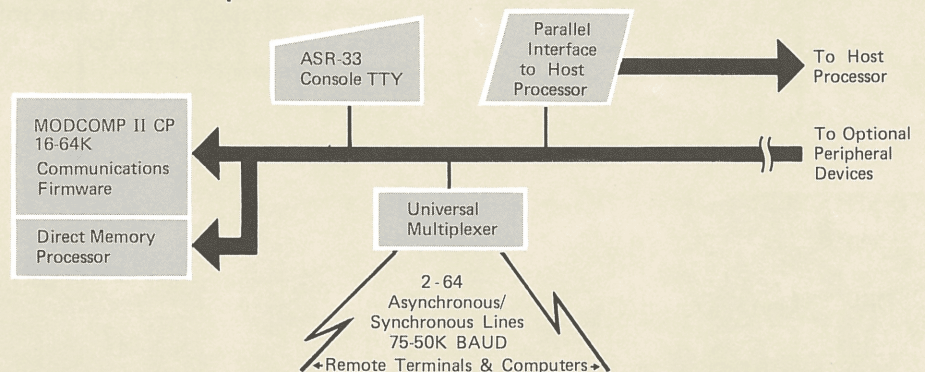 ASR-33
Console TTY
Parallel
Interface
to Host
Processor
To Host
Processor
MODCOMP II CP
16-64K
Communications
Firmware
Direct Memory
Processor
To Optional
Peripheral
Devices
Universal
Multiplexer
2-64
Asynchronous/
Synchronous Lines
75-50K BAUD
Remote Terminals & Computers